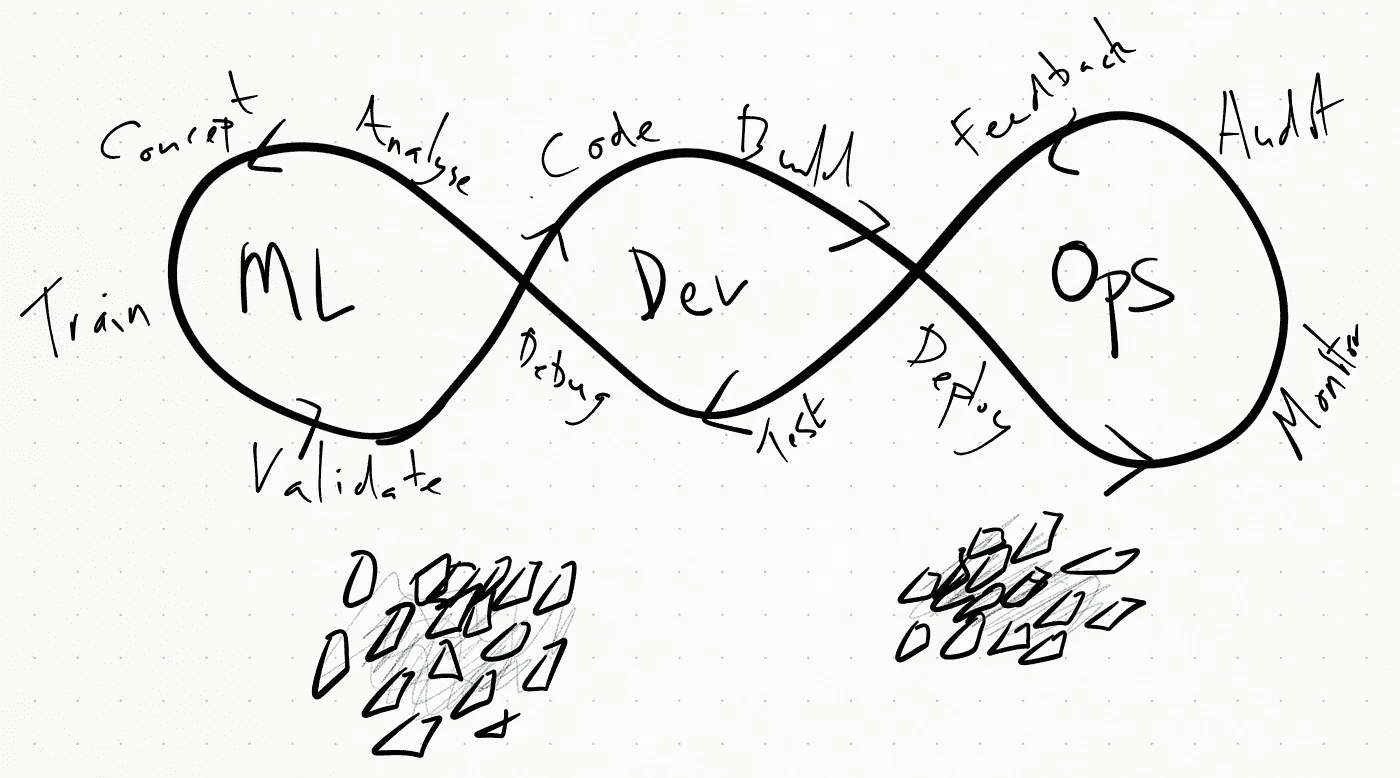 Concept
Analyse
Code
Build
Feedback
Audit
Train
ML
Dev
Ops
Monitor
Validate
Debug
Test
Deploy